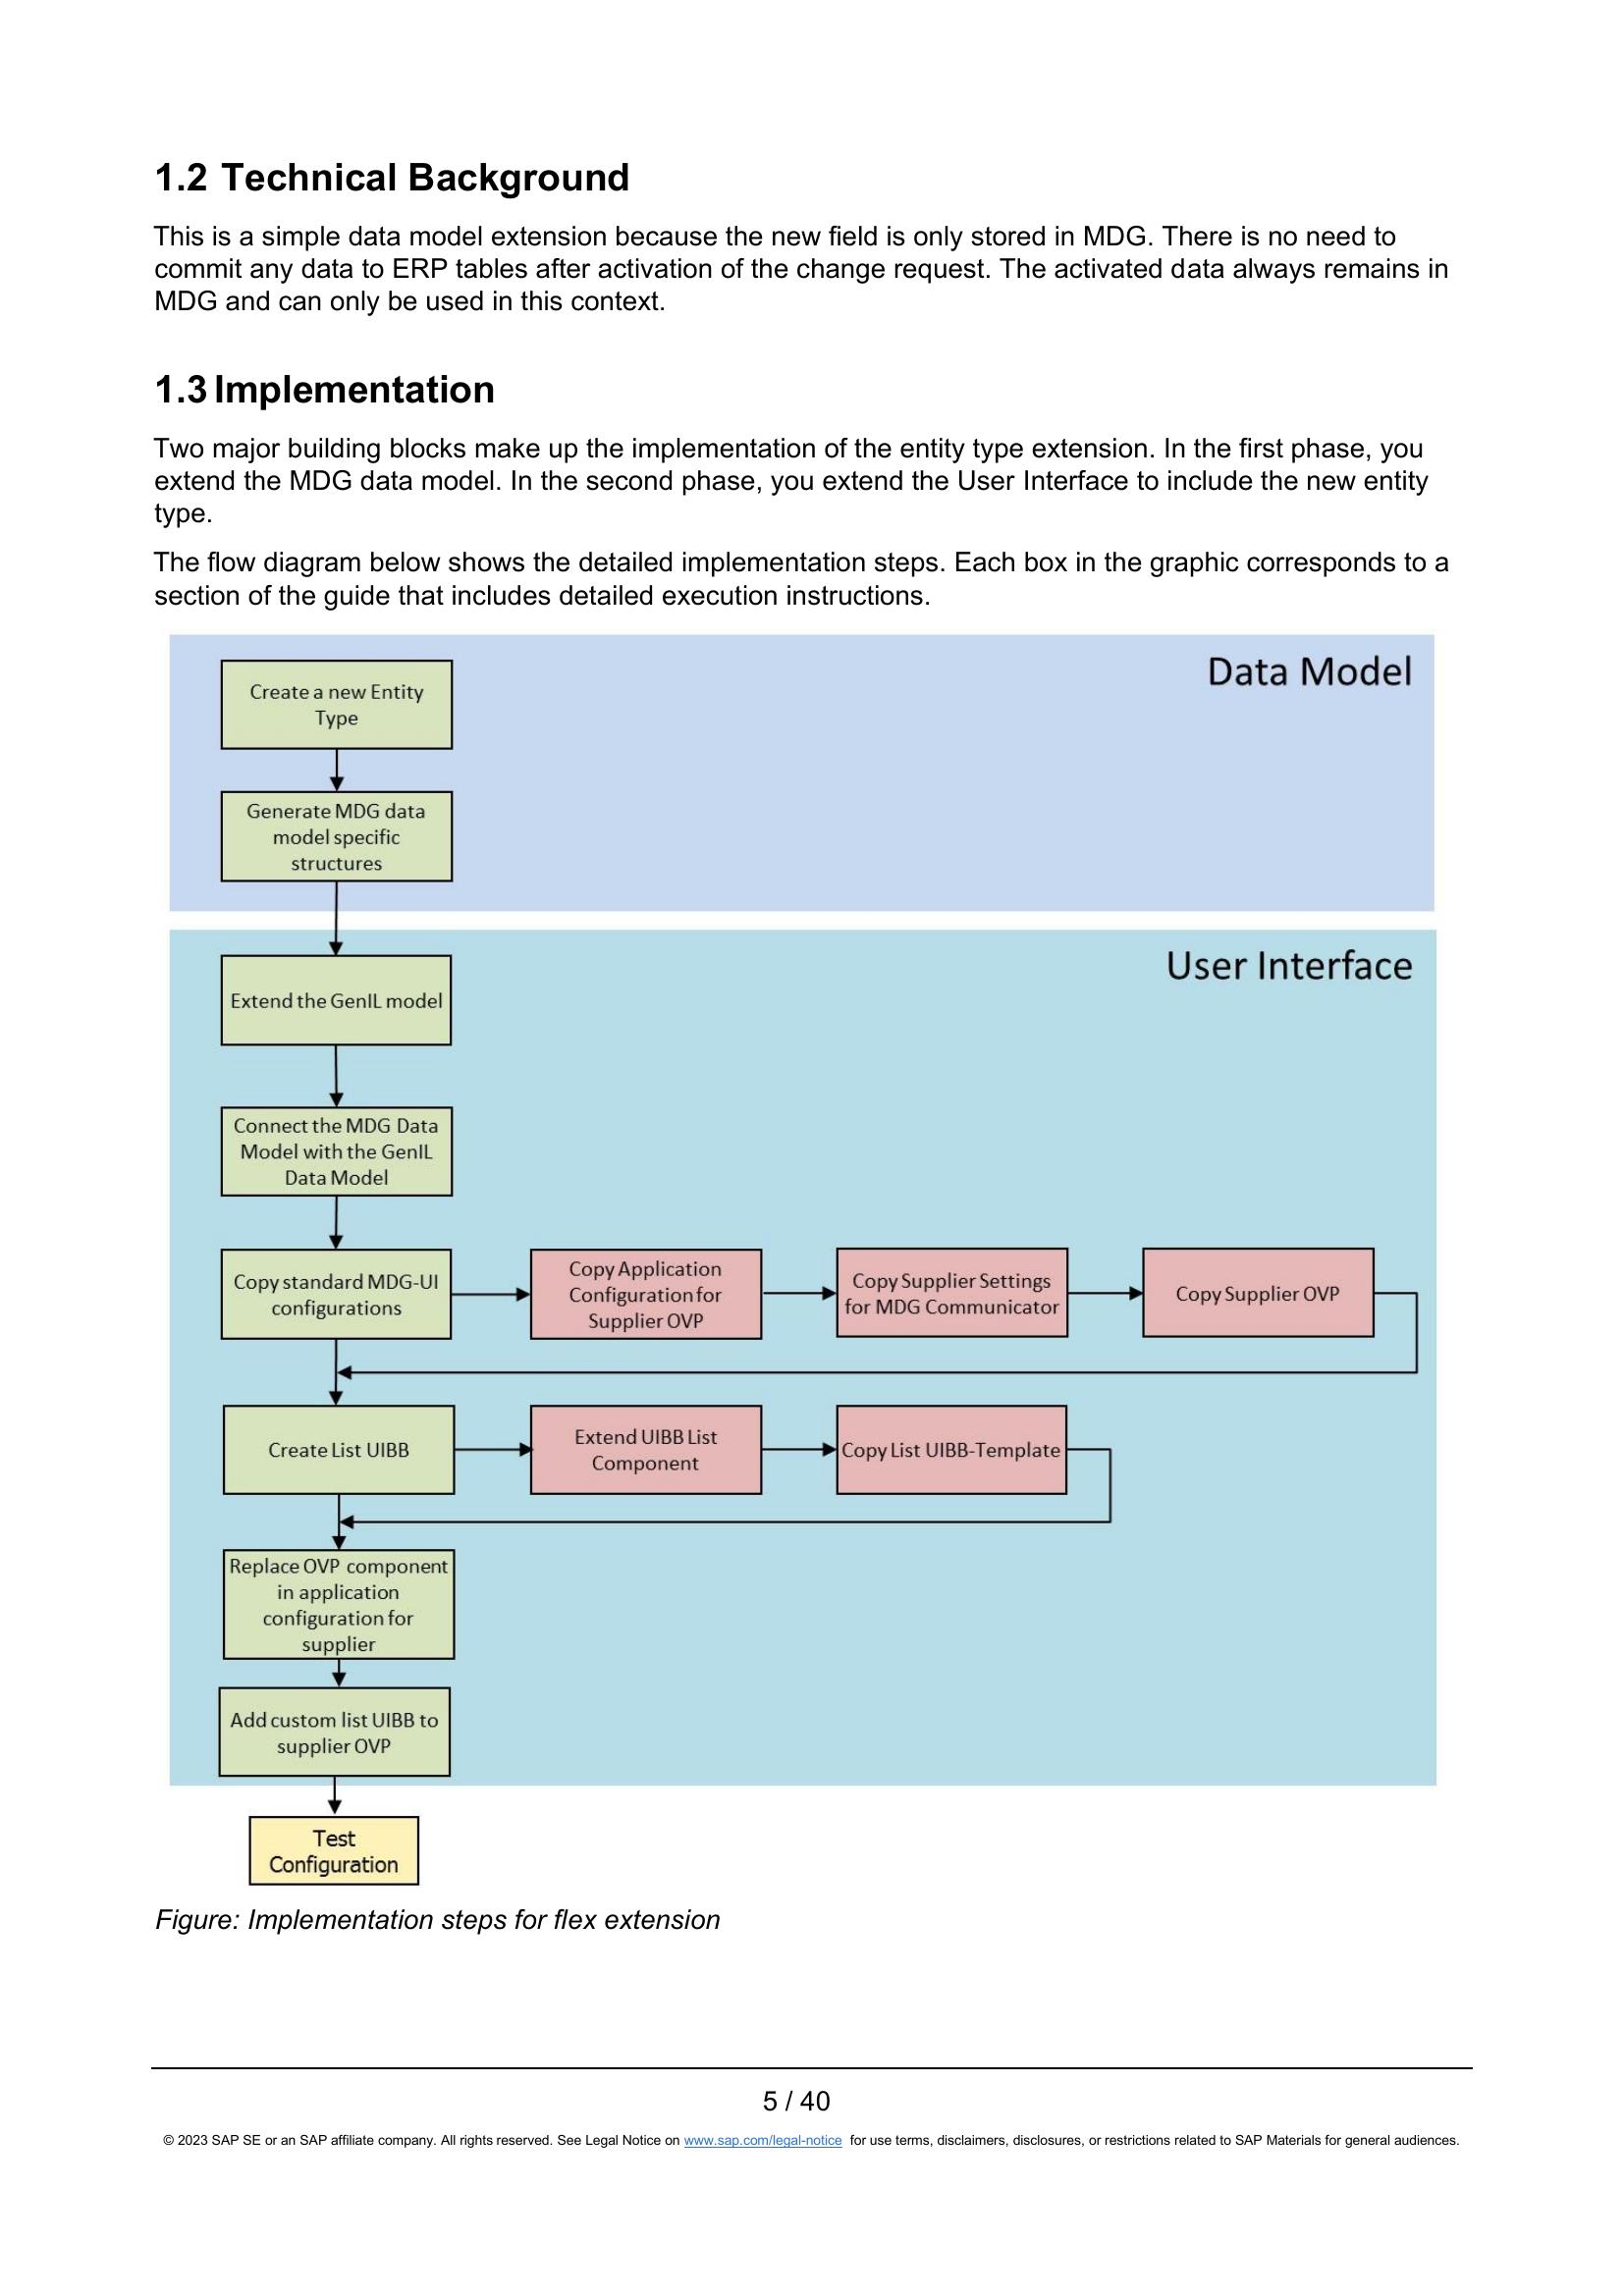 1.2 Technical Background
This is a simple data model extension because the new field is only stored in MDG. There is no need to
commit any data to ERP tables after activation of the change request. The activated data always remains in
MDG and can only be used in this context.
1.3 Implementation
Two major building blocks make up the implementation of the entity type extension. In the first phase, you
extend the MDG data model. In the second phase, you extend the User Interface to include the new entity
type.
The flow diagram below shows the detailed implementation steps. Each box in the graphic corresponds to a
section of the guide that includes detailed execution instructions.
Data Model
Create a new Entity
Type
Generate MDG data
model specific
structures
User Interface
Extend the GenIL model
Connect the MDG Data
Model with the GenIL
Data Model
Copy standard MDG-UI
configurations
Copy Application
Configuration for
Supplier OVP
Copy Supplier Settings
for MDG Communicator
Copy Supplier OVP
Create List UIBB
Extend UIBB List
Component
Copy List UIBB-Template
Replace OVP component
in application
configuration for
supplier
Add custom list UIBB to
supplier OVP
Test
Configuration
Figure: Implementation steps for flex extension
5 / 40
© 2023 SAP SE or an SAP affiliate company. All rights reserved. See Legal Notice on www.sap.com/legal-notice for use terms, disclaimers, disclosures, or restrictions related to SAP Materials for general audiences.